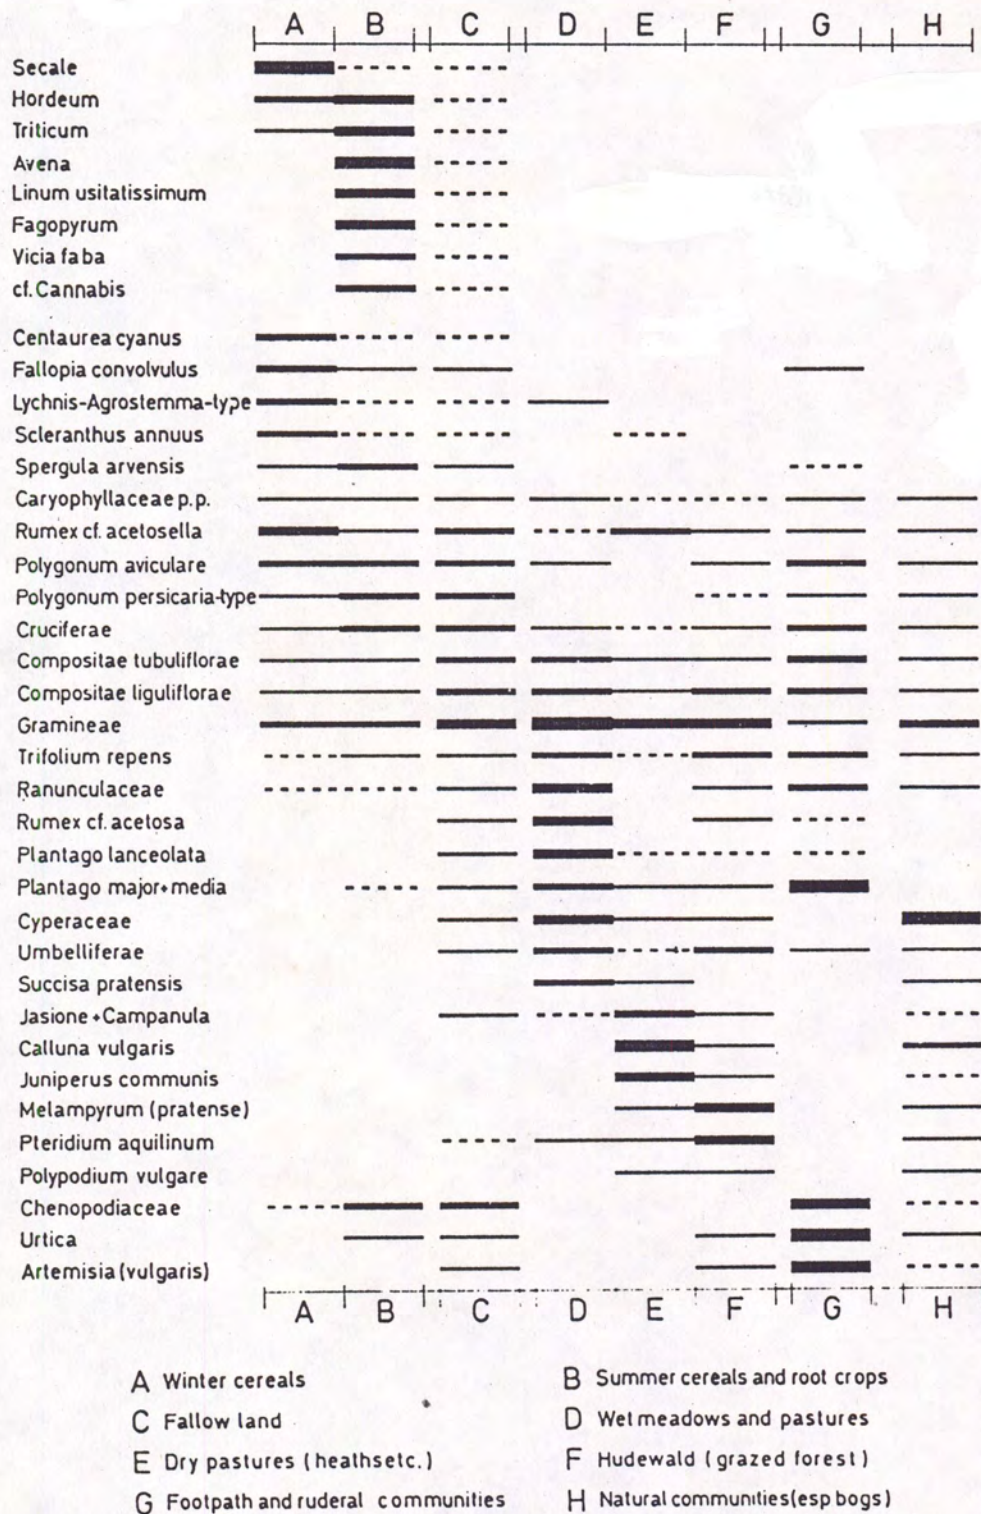 A B C D E F G H
Secale
Hordeum
Triticum
Avena
Linum usitatissimum
Fagopyrum
Vicia faba
cf. Cannabis
Centaurea cyanus
Fallopia convolvulus
Lychnis-Agrostemma-type
Scleranthus annuus
Spergula arvensis
Caryophyllaceae p.p.
Rumex cf. acetosella
Polygonum aviculare
Polygonum persicaria-type
Cruciferae
Compositae tubuliflorae
Compositae liguliflorae
Gramineae
Trifolium repens
Ranunculaceae
Rumex cf. acetosa
Plantago lanceolata
Plantago major+media
Cyperaceae
Umbelliferae
Succisa pratensis
Jasione+Campanula
Calluna vulgaris
Juniperus communis
Melampyrum (pratense)
Pteridium aquilinum
Polypodium vulgare
Chenopodiaceae
Urtica
Artemisia (vulgaris)
A B C D E F G H
A Winter cereals B Summer cereals and root crops
C Fallow land D Wet meadows and pastures
E Dry pastures (heathsetc.) F Hudewald (grazed forest)
G Footpath and ruderal communities H Natural communities (esp bogs)